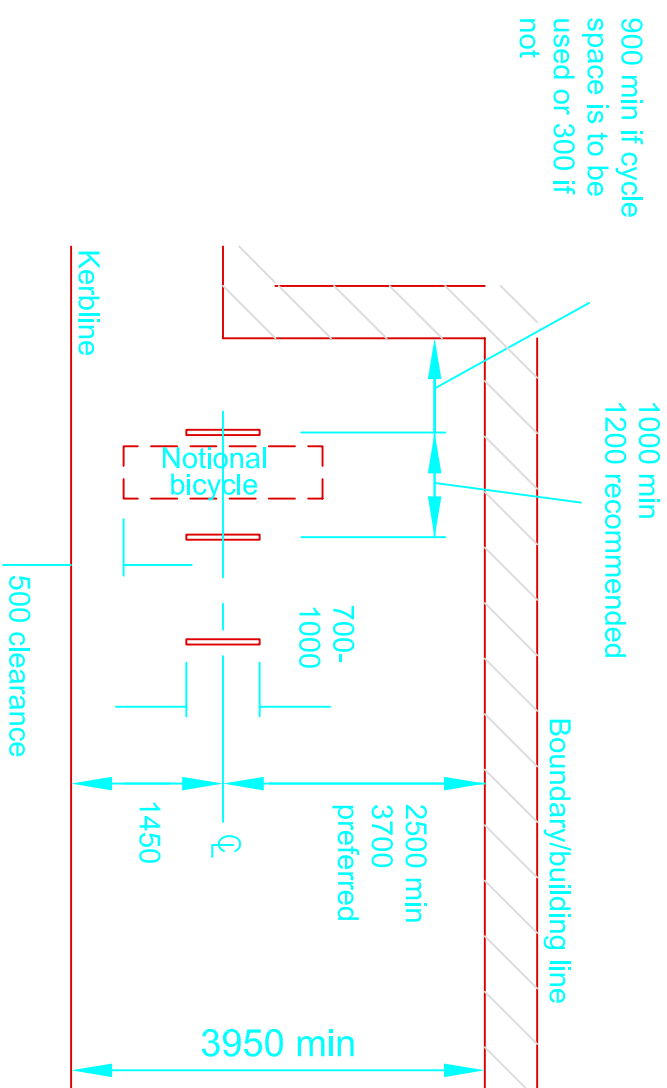 900 min if cycle
space is to be
used or 300 if
not
1000 min
1200 recommended
Boundary/building line
Kerbline
Notional
bicycle
700-
1000
2500 min
3700
preferred
500 clearance
1450
CL
3950 min